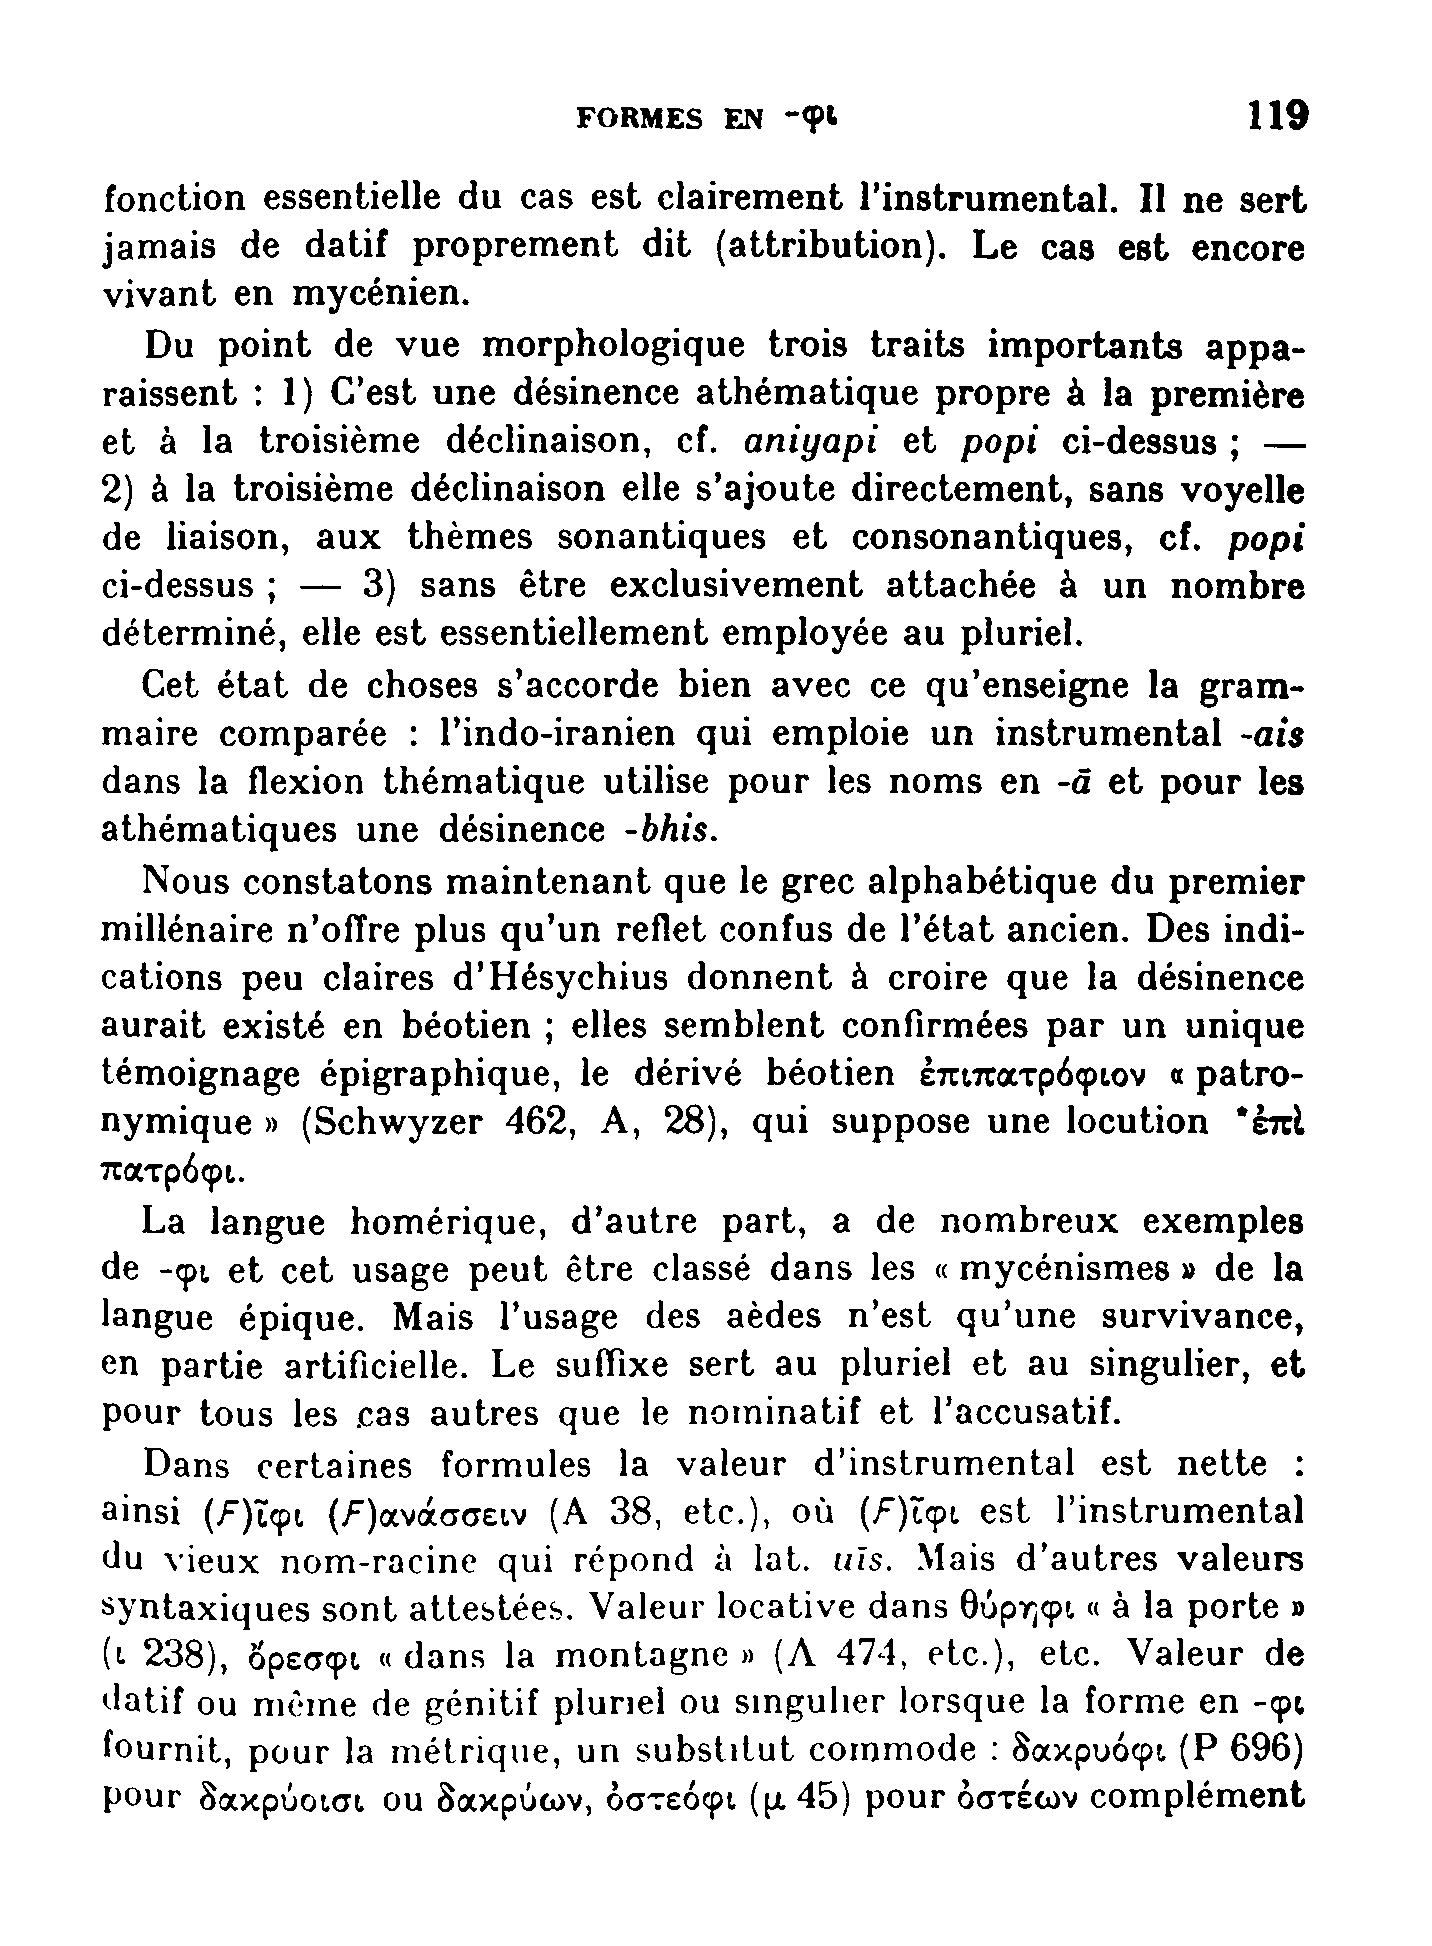 FORMES EN -φι 119
fonction essentielle du cas est clairement l'instrumental. Il ne sert
jamais de datif proprement dit (attribution). Le cas est encore
vivant en mycénien.
Du point de vue morphologique trois traits importants appa-
raissent : 1) C'est une désinence athématique propre à la première
et à la troisième déclinaison, cf. aniyapi et popi ci-dessus ; —
2) à la troisième déclinaison elle s'ajoute directement, sans voyelle
de liaison, aux thèmes sonantiques et consonantiques, cf. popi
ci-dessus ; — 3) sans être exclusivement attachée à un nombre
déterminé, elle est essentiellement employée au pluriel.
Cet état de choses s'accorde bien avec ce qu'enseigne la gram-
maire comparée : l'indo-iranien qui emploie un instrumental -ais
dans la flexion thématique utilise pour les noms en -ā et pour les
athématiques une désinence -bhis.
Nous constatons maintenant que le grec alphabétique du premier
millénaire n'offre plus qu'un reflet confus de l'état ancien. Des indi-
cations peu claires d'Hésychius donnent à croire que la désinence
aurait existé en béotien ; elles semblent confirmées par un unique
témoignage épigraphique, le dérivé béotien ἐπιπατρόφιον « patro-
nymique » (Schwyzer 462, A, 28), qui suppose une locution *ἐπὶ
πατρόφι.
La langue homérique, d'autre part, a de nombreux exemples
de -φι et cet usage peut être classé dans les « mycénismes » de la
langue épique. Mais l'usage des aèdes n'est qu'une survivance,
en partie artificielle. Le suffixe sert au pluriel et au singulier, et
pour tous les cas autres que le nominatif et l'accusatif.
Dans certaines formules la valeur d'instrumental est nette :
ainsi (F)ῖφι (F)ανάσσειν (A 38, etc.), où (F)ῖφι est l'instrumental
du vieux nom-racine qui répond à lat. uīs. Mais d'autres valeurs
syntaxiques sont attestées. Valeur locative dans θύρηφι « à la porte »
(ι 238), ὄρεσφι « dans la montagne » (Λ 474, etc.), etc. Valeur de
datif ou même de génitif pluriel ou singulier lorsque la forme en -φι
fournit, pour la métrique, un substitut commode : δακρυόφι (P 696)
pour δακρύοισι ou δακρύων, ὀστεόφι (μ 45) pour ὀστέων complément